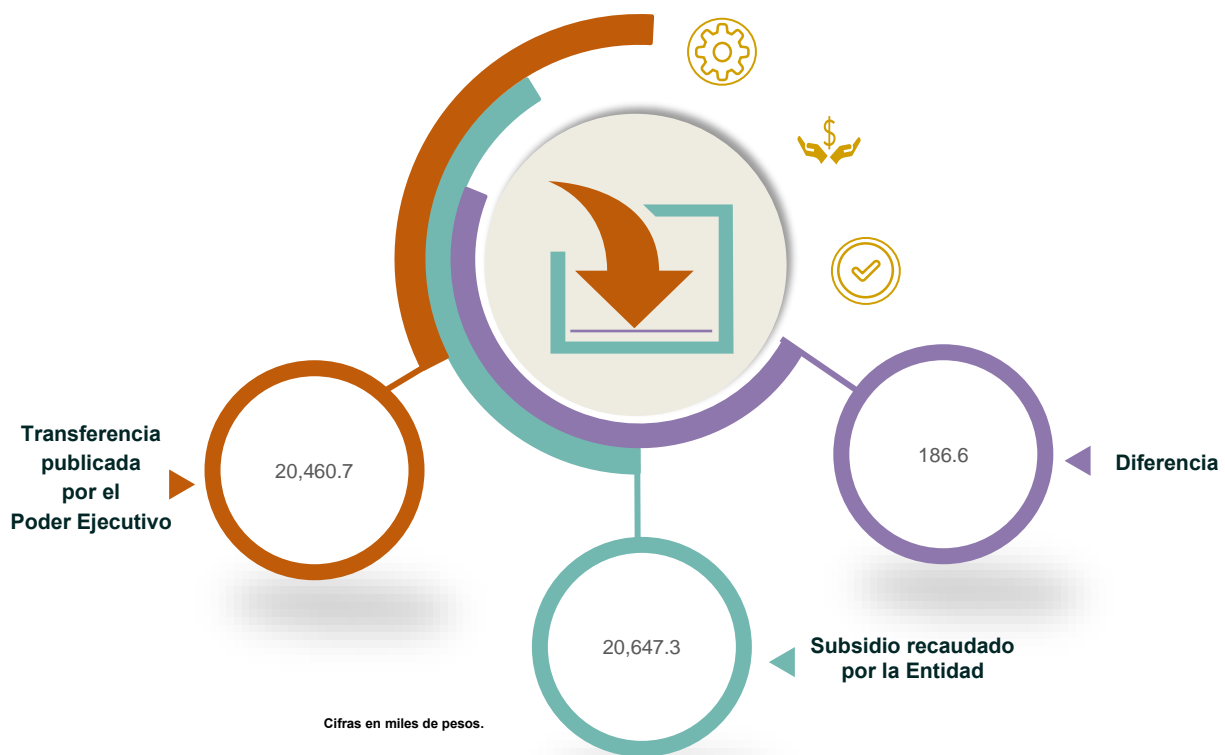 $
Transferencia
publicada
por el
Poder Ejecutivo
20,460.7
186.6
Diferencia
20,647.3
Subsidio recaudado
por la Entidad
Cifras en miles de pesos.